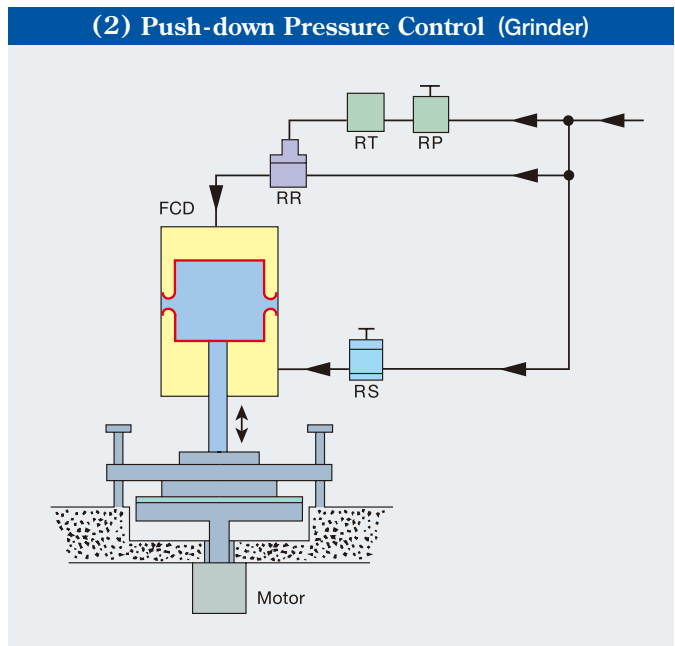 (2) Push-down Pressure Control (Grinder)
RT
RP
RR
FCD
RS
Motor